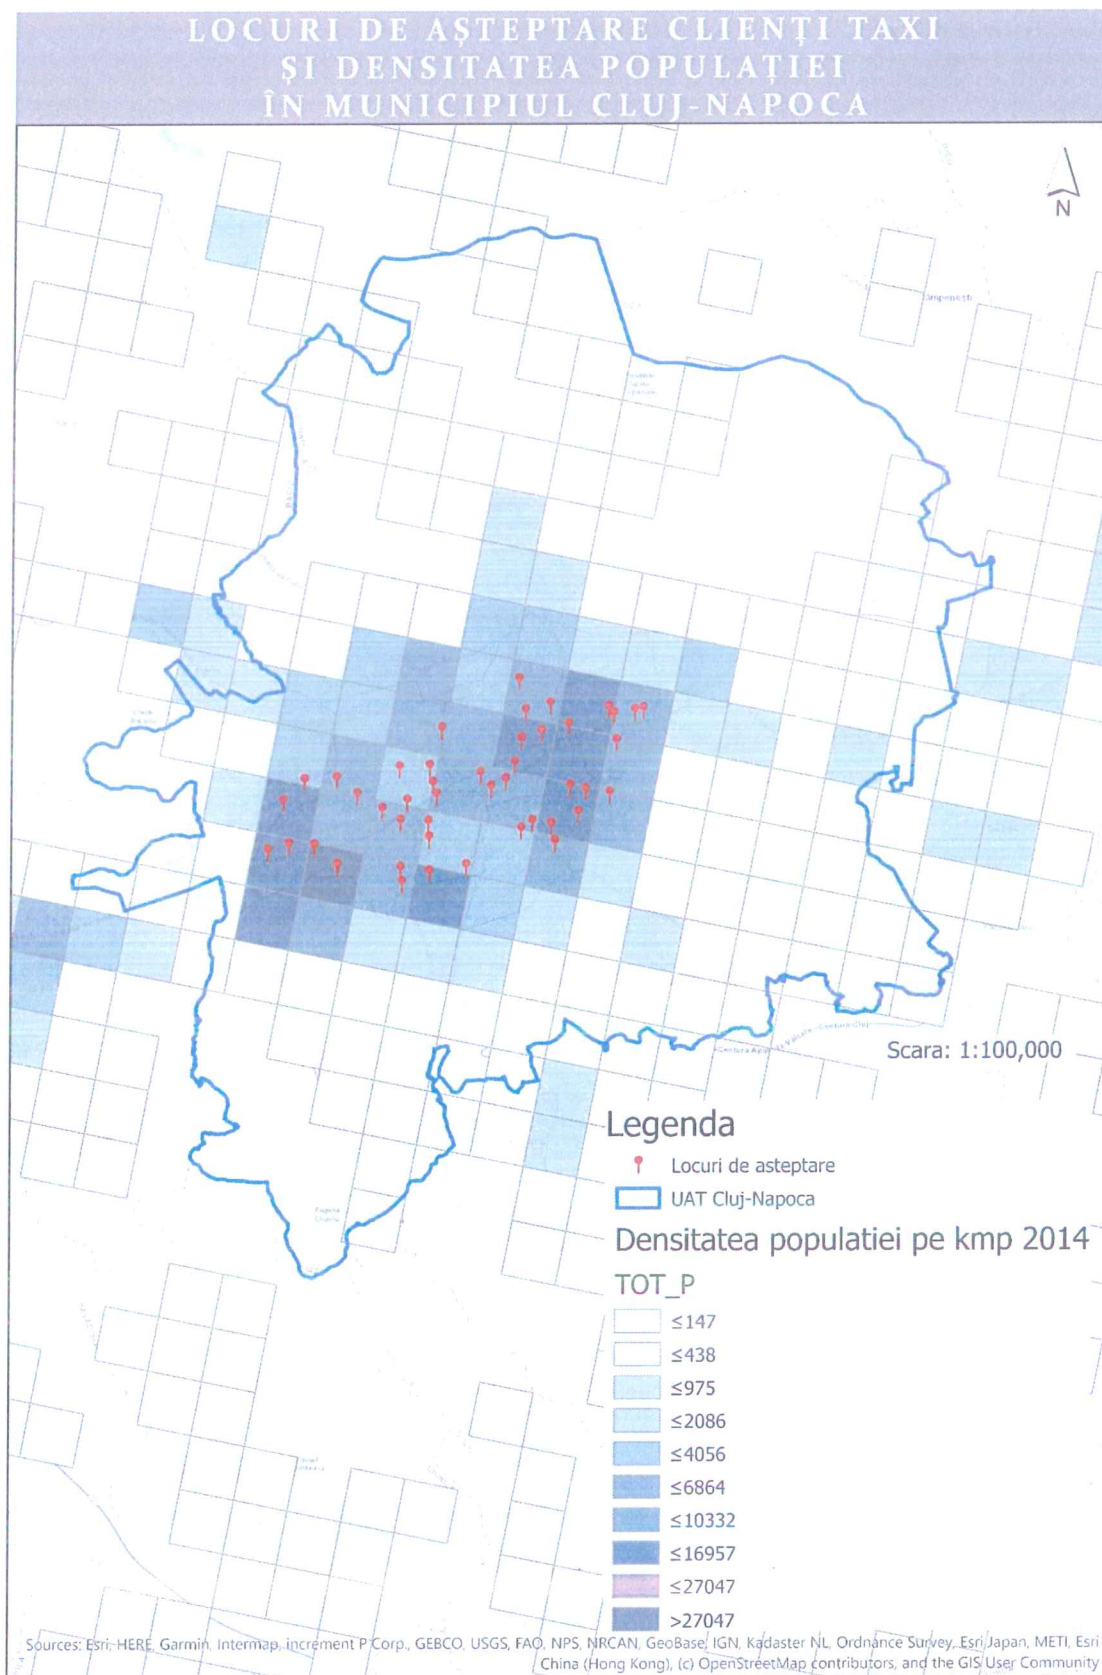 LOCURI DE AȘTEPTARE CLIENȚI TAXI
ȘI DENSITATEA POPULAȚIEI
ÎN MUNICIPIUL CLUJ-NAPOCA
N
Câmpenești
Scara: 1:100,000
Legenda
Locuri de asteptare
UAT Cluj-Napoca
Densitatea populatiei pe kmp 2014
TOT_P
≤147
≤438
≤975
≤2086
≤4056
≤6864
≤10332
≤16957
≤27047
>27047
Sources: Esri, HERE, Garmin, Intermap, increment P Corp., GEBCO, USGS, FAO, NPS, NRCAN, GeoBase, IGN, Kadaster NL, Ordnance Survey, Esri Japan, METI, Esri
China (Hong Kong), (c) OpenStreetMap contributors, and the GIS User Community